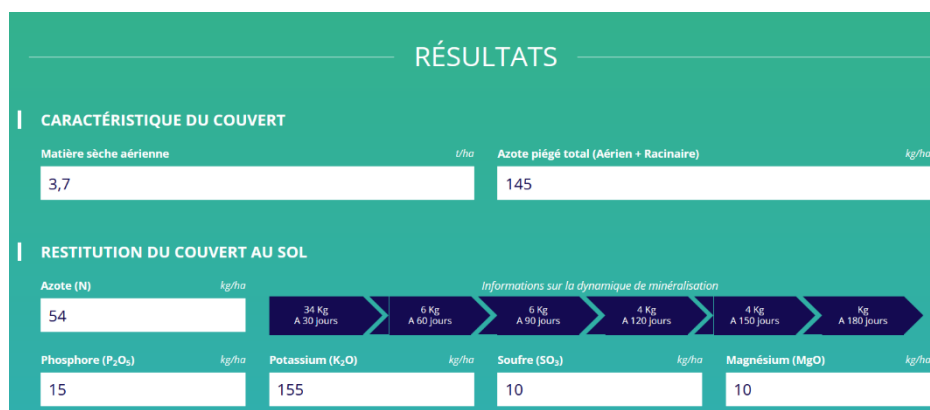 RÉSULTATS
CARACTÉRISTIQUE DU COUVERT
Matière sèche aérienne t/ha Azote piégé total (Aérien + Racinaire) kg/ha
3,7 145
RESTITUTION DU COUVERT AU SOL
Azote (N) kg/ha Informations sur la dynamique de minéralisation
54
34 Kg 6 Kg 6 Kg 4 Kg 4 Kg Kg
A 30 jours A 60 jours A 90 jours A 120 jours A 150 jours A 180 jours
Phosphore (P₂O₅) kg/ha Potassium (K₂O) kg/ha Soufre (SO₃) kg/ha Magnésium (MgO) kg/ha
15 155 10 10